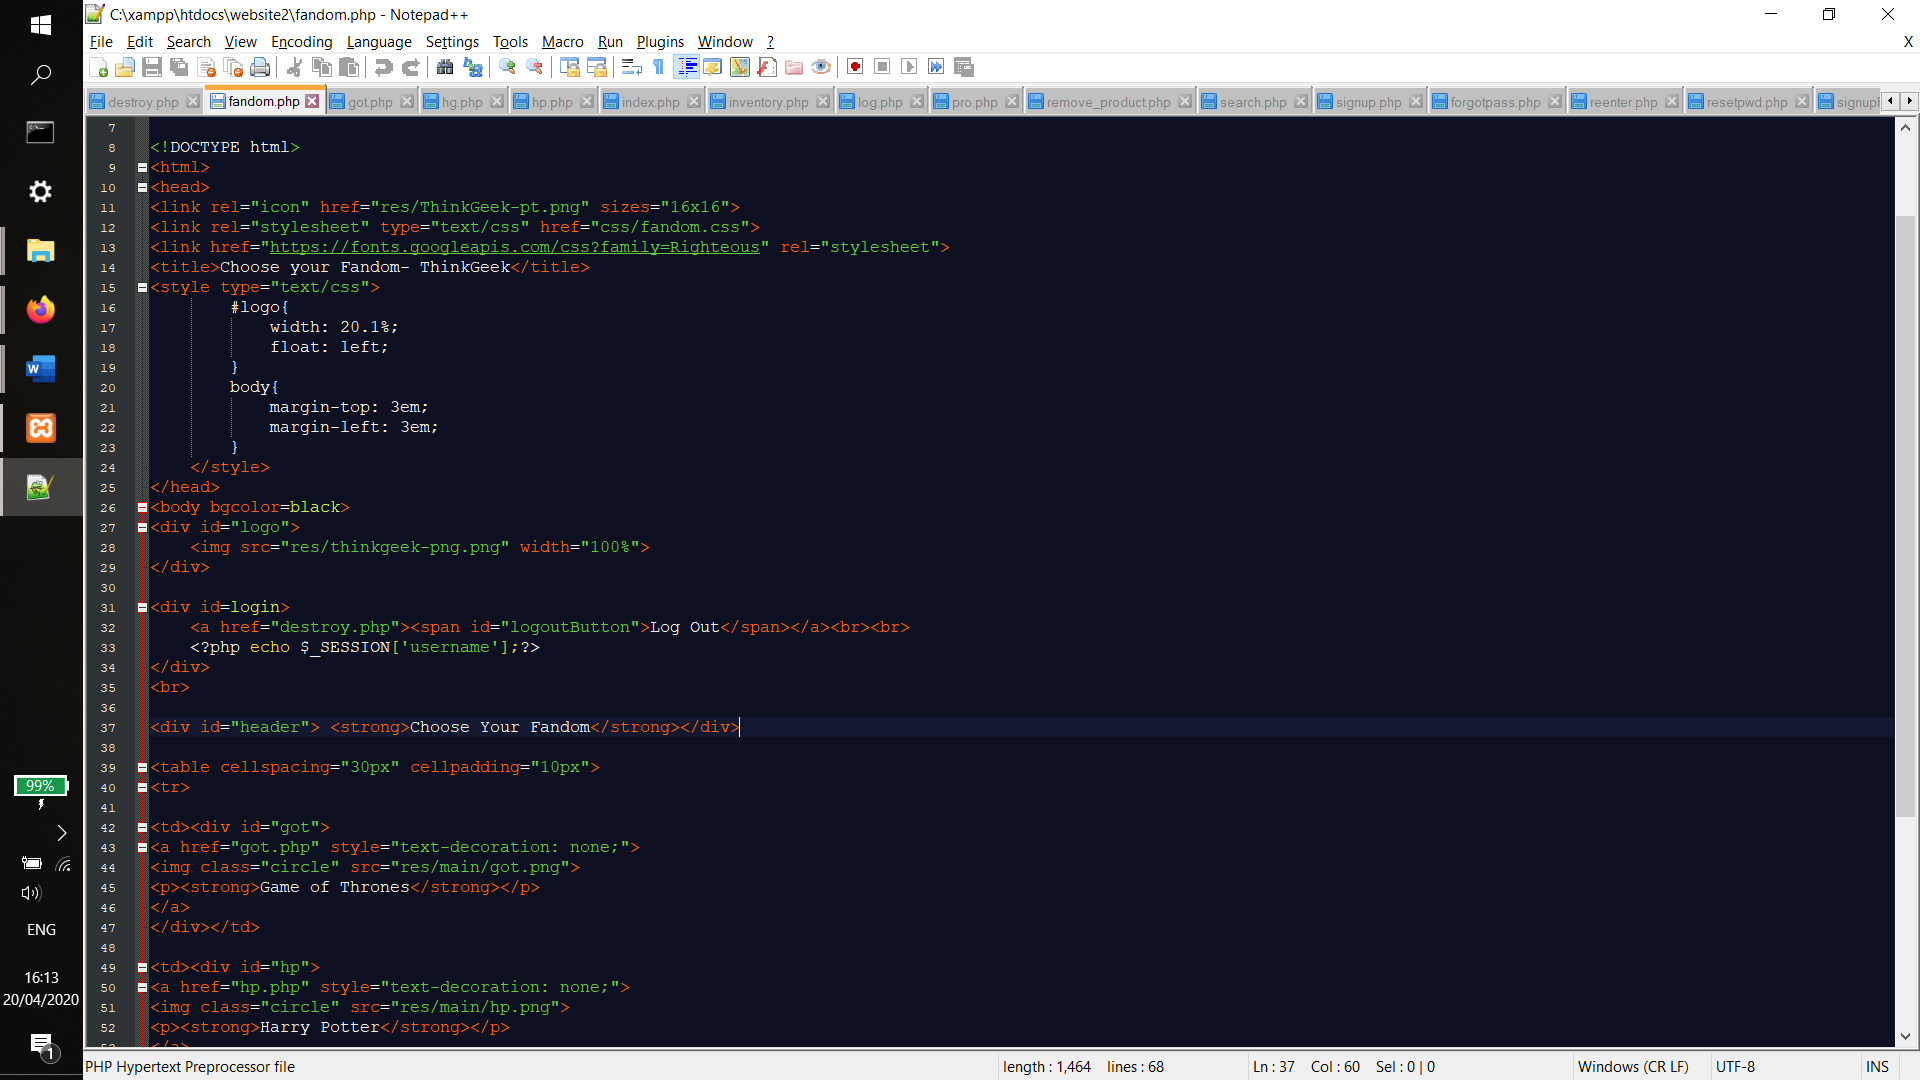 C:\xampp\htdocs\website2\fandom.php - Notepad++
File Edit Search View Encoding Language Settings Tools Macro Run Plugins Window ? X
destroy.php fandom.php got.php hg.php hp.php index.php inventory.php log.php pro.php remove_product.php search.php signup.php forgotpass.php reenter.php resetpwd.php
7
8 <!DOCTYPE html>
9 <html>
10 <head>
11 <link rel="icon" href="res/ThinkGeek-pt.png" sizes="16x16">
12 <link rel="stylesheet" type="text/css" href="css/fandom.css">
13 <link href="https://fonts.googleapis.com/css?family=Righteous" rel="stylesheet">
14 <title>Choose your Fandom- ThinkGeek</title>
15 <style type="text/css">
16 #logo{
17 width: 20.1%;
18 float: left;
19 }
20 body{
21 margin-top: 3em;
22 margin-left: 3em;
23 }
24 </style>
25 </head>
26 <body bgcolor=black>
27 <div id="logo">
28 <img src="res/thinkgeek-png.png" width="100%">
29 </div>
30
31 <div id=login>
32 <a href="destroy.php"><span id="logoutButton">Log Out</span></a><br><br>
33 <?php echo $_SESSION['username'];?>
34 </div>
35 <br>
36
37 <div id="header"> <strong>Choose Your Fandom</strong></div>
38
39 <table cellspacing="30px" cellpadding="10px">
40 <tr>
41
42 <td><div id="got">
43 <a href="got.php" style="text-decoration: none;">
44 <img class="circle" src="res/main/got.png">
45 <p><strong>Game of Thrones</strong></p>
46 </a>
47 </div></td>
48
49 <td><div id="hp">
50 <a href="hp.php" style="text-decoration: none;">
51 <img class="circle" src="res/main/hp.png">
52 <p><strong>Harry Potter</strong></p>
PHP Hypertext Preprocessor file length : 1,464 lines : 68 Ln : 37 Col : 60 Sel : 0 | 0 Windows (CR LF) UTF-8 INS
99%
ENG
16:13
20/04/2020
1